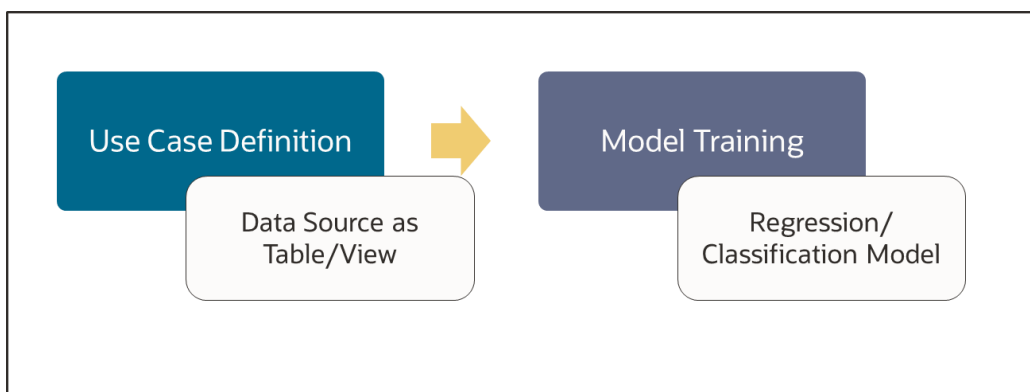 Use Case Definition
Data Source as
Table/View
Model Training
Regression/
Classification Model